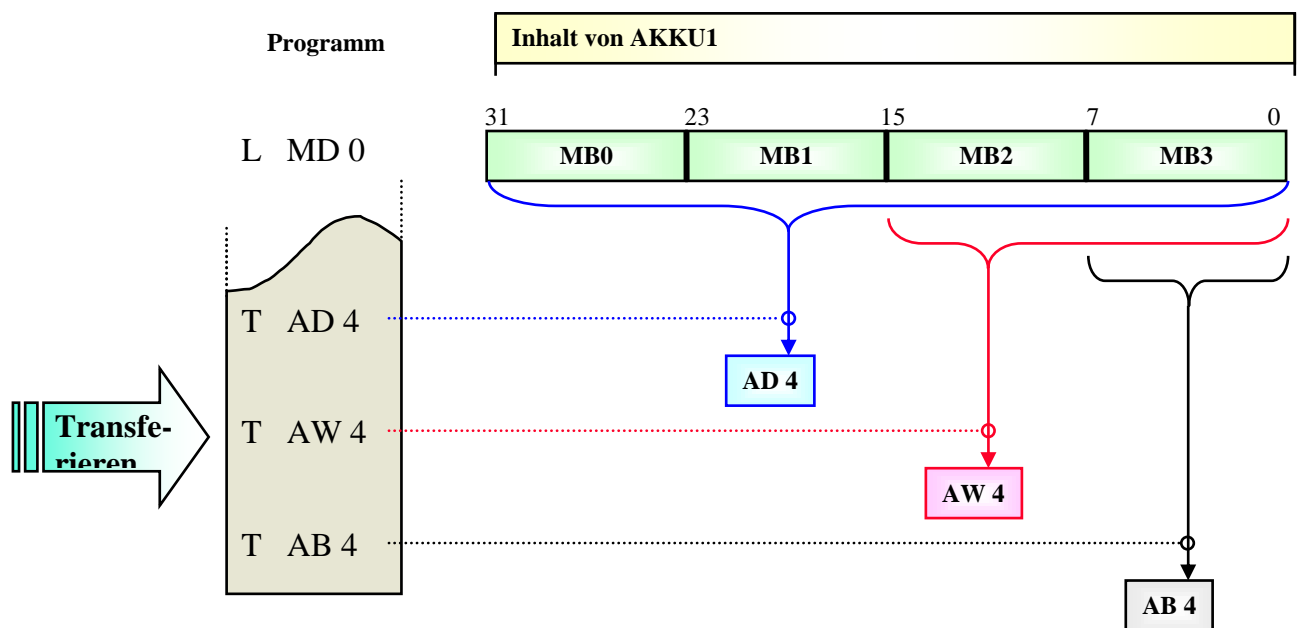 Programm
Inhalt von AKKU1
31 23 15 7 0
L MD 0
MB0 MB1 MB2 MB3
T AD 4
AD 4
Transfe-
rieren
T AW 4
AW 4
T AB 4
AB 4